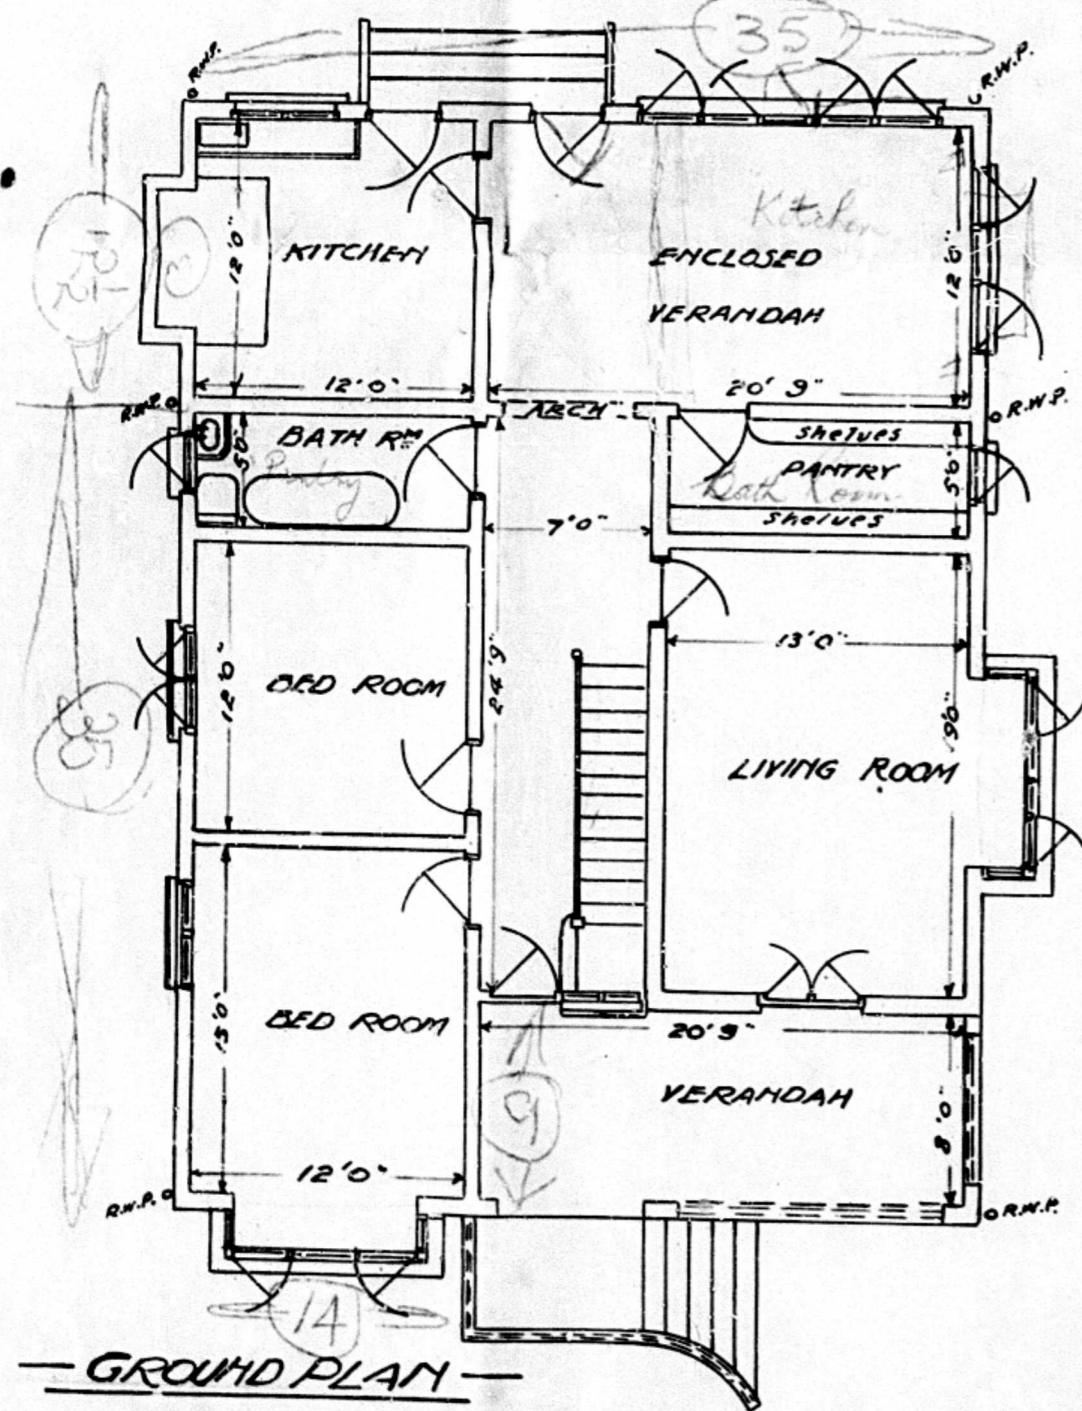 35
R.W.P.
R.W.P.
Kitchen
KITCHEN
12'0"
ENCLOSED
VERANDAH
12'0"
12'0"
20'9"
R.W.P.
ARCH
R.W.P.
BATH RM
5'0"
Pantry
shelves
PANTRY
Bath Room
shelves
5'6"
7'0"
13'0"
24'9"
BED ROOM
12'0"
35
LIVING ROOM
BED ROOM
15'0"
12'0"
20'9"
VERANDAH
8'0"
9
R.W.P.
R.W.P.
14
GROUND PLAN